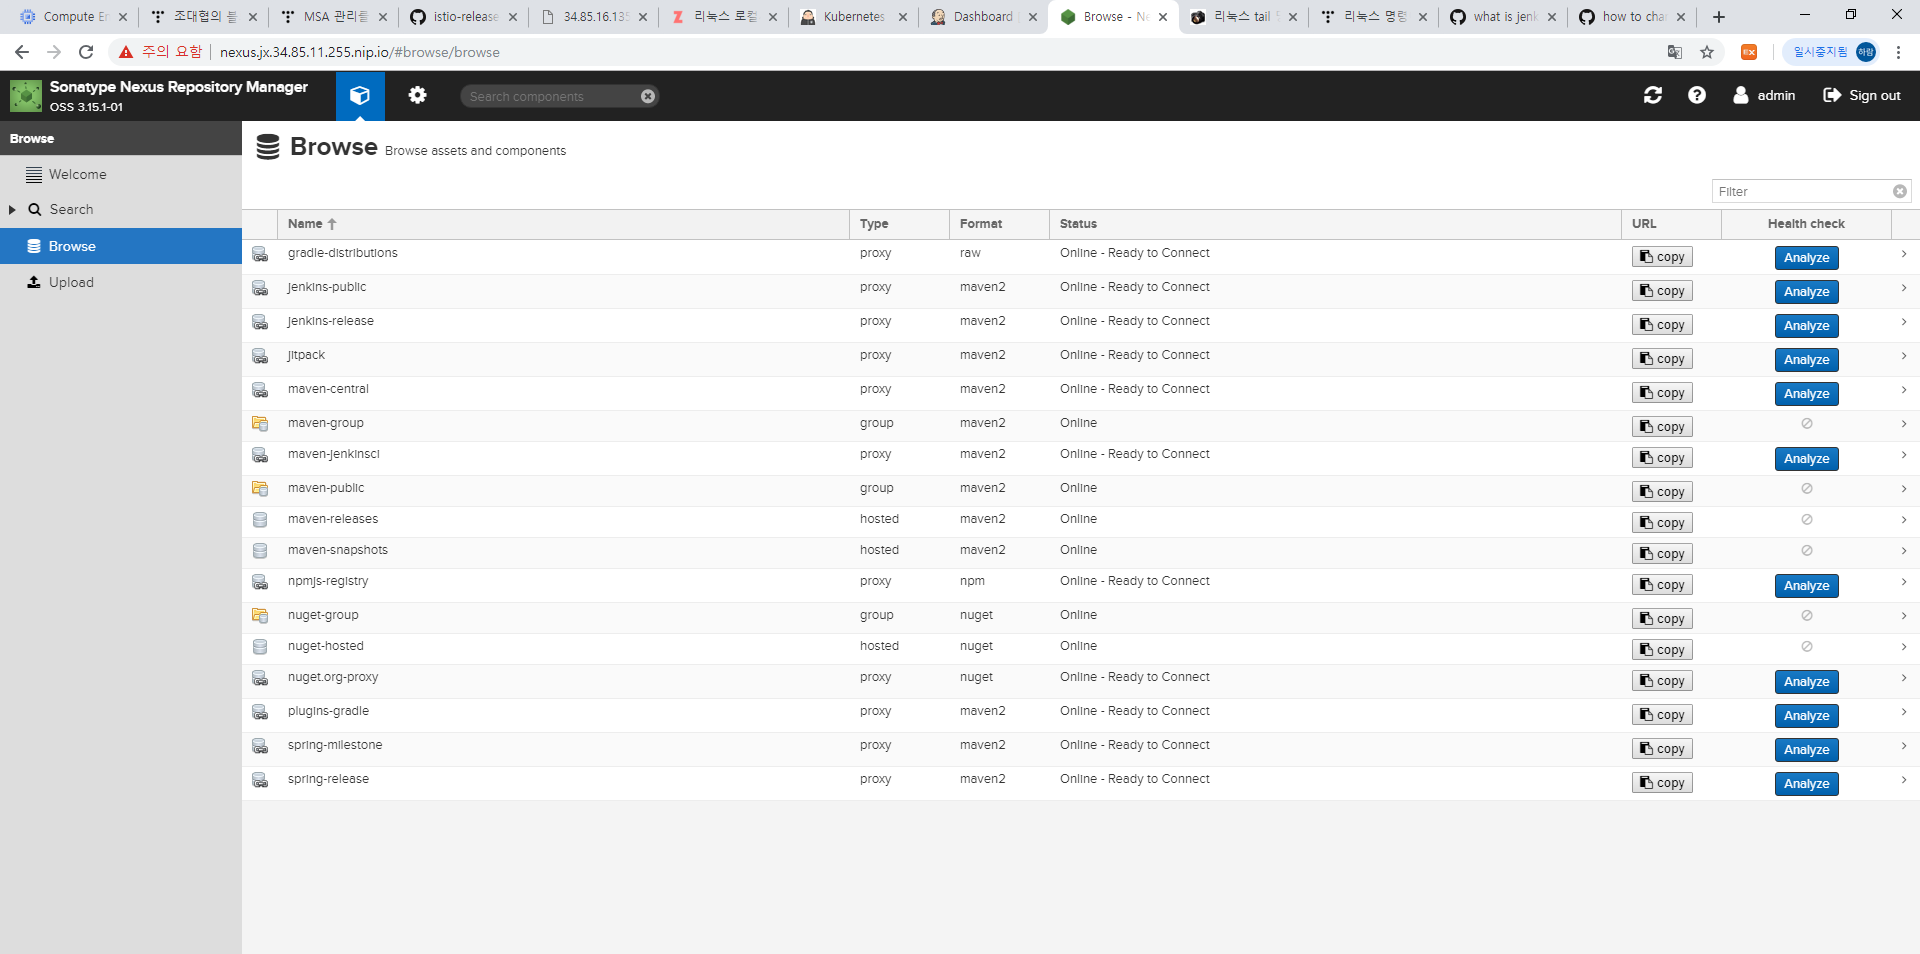 Compute En
조대협의 블
MSA 관리를
istio-release
34.85.16.135
리눅스 로컬
Kubernetes
Dashboard
Browse - Ne
리눅스 tail
리눅스 명령
what is jenk
how to char
주의 요함 nexus.jx.34.85.11.255.nip.io/#browse/browse 일시중지됨 하람
Sonatype Nexus Repository Manager
OSS 3.15.1-01
Search components
admin Sign out
Browse
Welcome
Search
Browse
Upload
Browse Browse assets and components
Filter
Name Type Format Status URL Health check
gradle-distributions proxy raw Online - Ready to Connect copy Analyze
jenkins-public proxy maven2 Online - Ready to Connect copy Analyze
jenkins-release proxy maven2 Online - Ready to Connect copy Analyze
jitpack proxy maven2 Online - Ready to Connect copy Analyze
maven-central proxy maven2 Online - Ready to Connect copy Analyze
maven-group group maven2 Online copy
maven-jenkinsci proxy maven2 Online - Ready to Connect copy Analyze
maven-public group maven2 Online copy
maven-releases hosted maven2 Online copy
maven-snapshots hosted maven2 Online copy
npmjs-registry proxy npm Online - Ready to Connect copy Analyze
nuget-group group nuget Online copy
nuget-hosted hosted nuget Online copy
nuget.org-proxy proxy nuget Online - Ready to Connect copy Analyze
plugins-gradle proxy maven2 Online - Ready to Connect copy Analyze
spring-milestone proxy maven2 Online - Ready to Connect copy Analyze
spring-release proxy maven2 Online - Ready to Connect copy Analyze